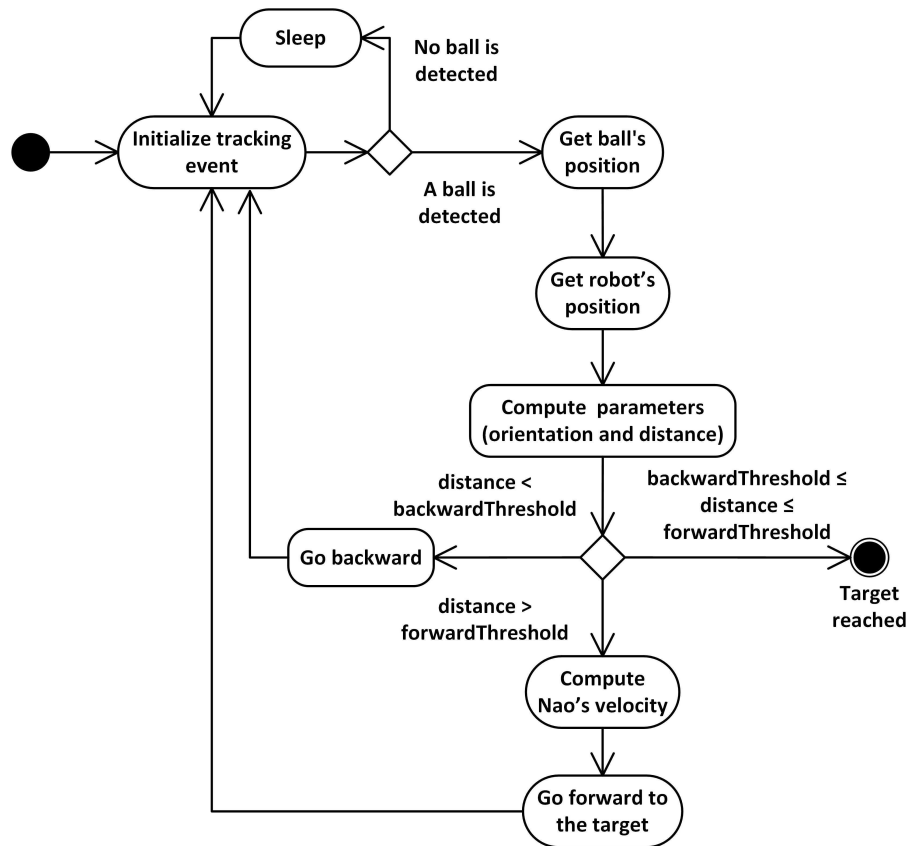 Sleep
No ball is
detected
Initialize tracking
event
A ball is
detected
Get ball's
position
Get robot’s
position
Compute parameters
(orientation and distance)
distance <
backwardThreshold
backwardThreshold ≤
distance ≤
forwardThreshold
Go backward
Target
reached
distance >
forwardThreshold
Compute
Nao’s velocity
Go forward to
the target